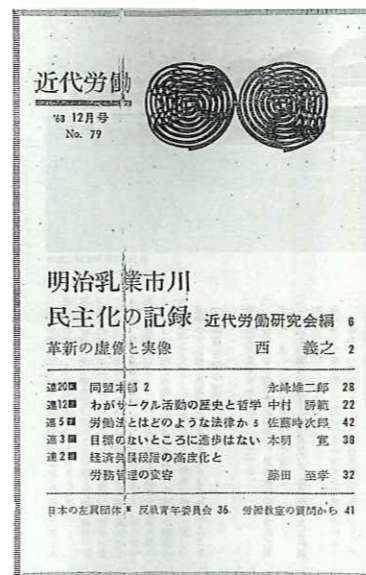 近代労働
'68 12月号
No. 79
明治乳業市川
民主化の記録 近代労働研究会編 6
革新の虚像と実像 西 義之 2
連20回 同盟本部 2 永峰雄二郎 28
連12回 わがサークル活動の歴史と哲学 中村 勝範 22
連5回 労働法とはどのような法律か 5 佐藤時次郎 42
連3回 目標のないところに進歩はない 本明 寛 38
連2回 経済発展段階の高度化と
労務管理の変容 藤田 至孝 32
日本の左翼団体 反戦青年委員会 36 労働教室の質問から 41